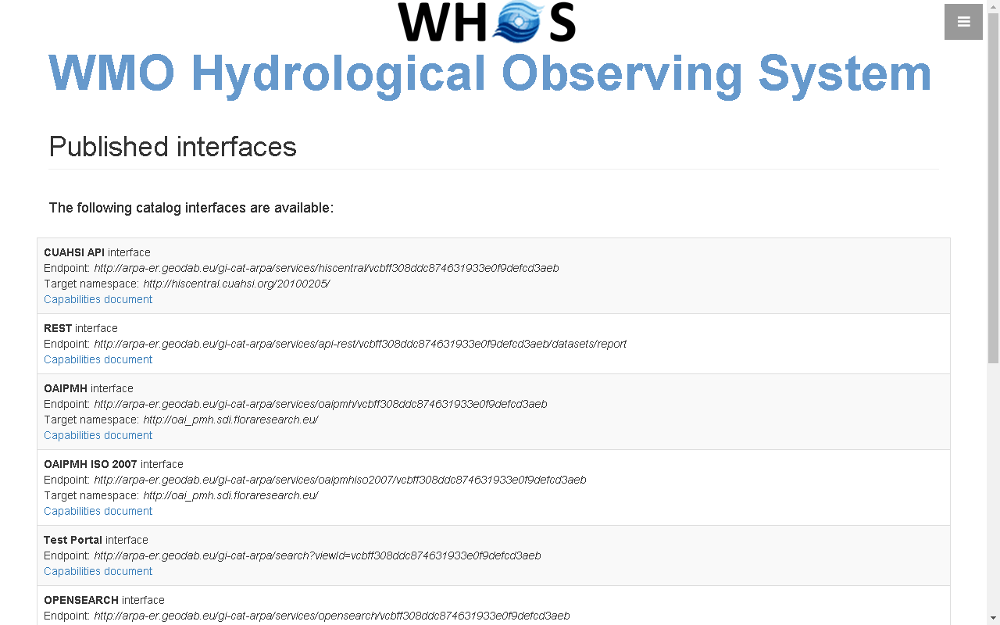 WHOS
WMO Hydrological Observing System
Published interfaces
The following catalog interfaces are available:
CUAHSI API interface
Endpoint: http://arpa-er.geodab.eu/gi-cat-arpa/services/hiscentral/vcbff308ddc874631933e0f9defcd3aeb
Target namespace: http://hiscentral.cuahsi.org/20100205/
Capabilities document
REST interface
Endpoint: http://arpa-er.geodab.eu/gi-cat-arpa/services/api-rest/vcbff308ddc874631933e0f9defcd3aeb/datasets/report
Capabilities document
OAIPMH interface
Endpoint: http://arpa-er.geodab.eu/gi-cat-arpa/services/oaipmh/vcbff308ddc874631933e0f9defcd3aeb
Target namespace: http://oai_pmh.sdi.floraresearch.eu/
Capabilities document
OAIPMH ISO 2007 interface
Endpoint: http://arpa-er.geodab.eu/gi-cat-arpa/services/oaipmhiso2007/vcbff308ddc874631933e0f9defcd3aeb
Target namespace: http://oai_pmh.sdi.floraresearch.eu/
Capabilities document
Test Portal interface
Endpoint: http://arpa-er.geodab.eu/gi-cat-arpa/search?viewId=vcbff308ddc874631933e0f9defcd3aeb
Capabilities document
OPENSEARCH interface
Endpoint: http://arpa-er.geodab.eu/gi-cat-arpa/services/opensearch/vcbff308ddc874631933e0f9defcd3aeb